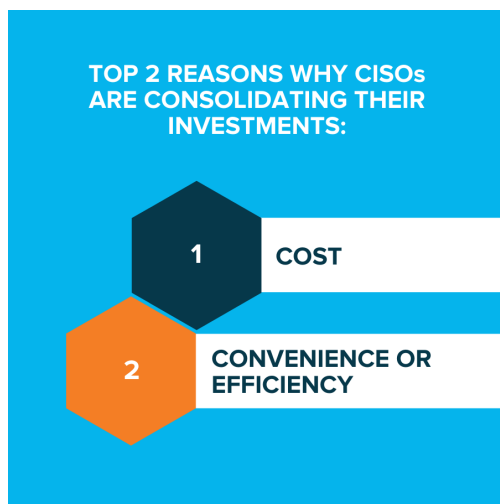 TOP 2 REASONS WHY CISOs
ARE CONSOLIDATING THEIR
INVESTMENTS:
1
COST
2
CONVENIENCE OR
EFFICIENCY